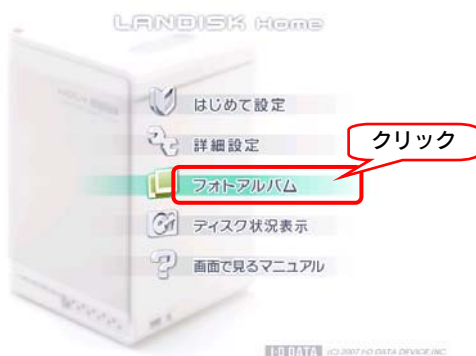 LANDISK Home
はじめて設定
詳細設定
クリック
フォトアルバム
ディスク状況表示
画面で見るマニュアル
I-O DATA (C) 2007 I-O DATA DEVICE,INC